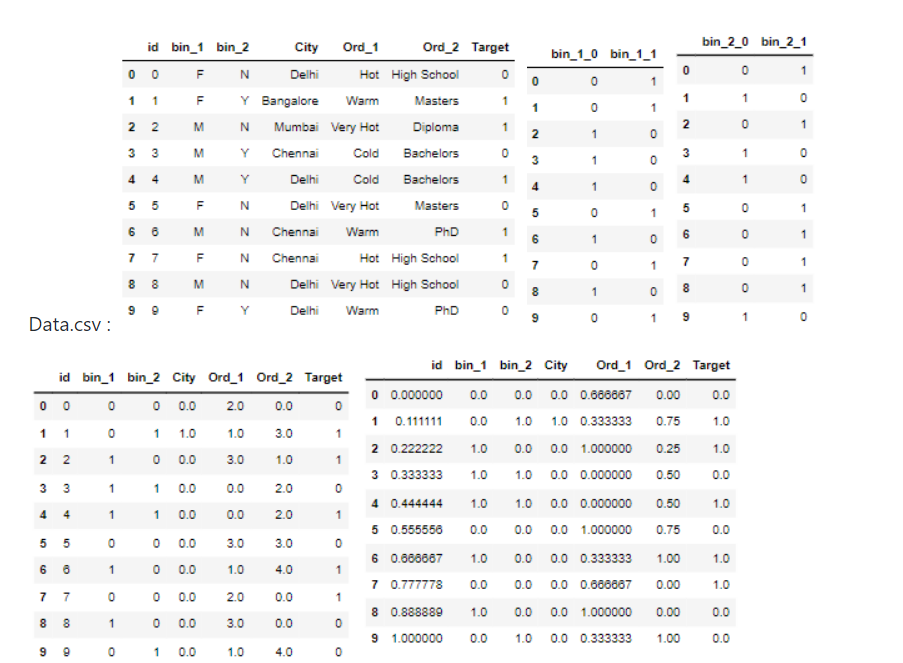 id bin_1 bin_2 City Ord_1 Ord_2 Target
0 0 F N Delhi Hot High School 0
1 1 F Y Bangalore Warm Masters 1
2 2 M N Mumbai Very Hot Diploma 1
3 3 M Y Chennai Cold Bachelors 0
4 4 M Y Delhi Cold Bachelors 1
5 5 F N Delhi Very Hot Masters 0
6 6 M N Chennai Warm PhD 1
7 7 F N Chennai Hot High School 1
8 8 M N Delhi Very Hot High School 0
9 9 F Y Delhi Warm PhD 0
bin_1_0 bin_1_1
0 0 1
1 0 1
2 1 0
3 1 0
4 1 0
5 0 1
6 1 0
7 0 1
8 1 0
9 0 1
bin_2_0 bin_2_1
0 0 1
1 1 0
2 0 1
3 1 0
4 1 0
5 0 1
6 0 1
7 0 1
8 0 1
9 1 0
Data.csv :
id bin_1 bin_2 City Ord_1 Ord_2 Target
0 0 0 0 0.0 2.0 0.0 0
1 1 0 1 1.0 1.0 3.0 1
2 2 1 0 0.0 3.0 1.0 1
3 3 1 1 0.0 0.0 2.0 0
4 4 1 1 0.0 0.0 2.0 1
5 5 0 0 0.0 3.0 3.0 0
6 6 1 0 0.0 1.0 4.0 1
7 7 0 0 0.0 2.0 0.0 1
8 8 1 0 0.0 3.0 0.0 0
9 9 0 1 0.0 1.0 4.0 0
id bin_1 bin_2 City Ord_1 Ord_2 Target
0 0.000000 0.0 0.0 0.0 0.666667 0.00 0.0
1 0.111111 0.0 1.0 1.0 0.333333 0.75 1.0
2 0.222222 1.0 0.0 0.0 1.000000 0.25 1.0
3 0.333333 1.0 1.0 0.0 0.000000 0.50 0.0
4 0.444444 1.0 1.0 0.0 0.000000 0.50 1.0
5 0.555556 0.0 0.0 0.0 1.000000 0.75 0.0
6 0.666667 1.0 0.0 0.0 0.333333 1.00 1.0
7 0.777778 0.0 0.0 0.0 0.666667 0.00 1.0
8 0.888889 1.0 0.0 0.0 1.000000 0.00 0.0
9 1.000000 0.0 1.0 0.0 0.333333 1.00 0.0